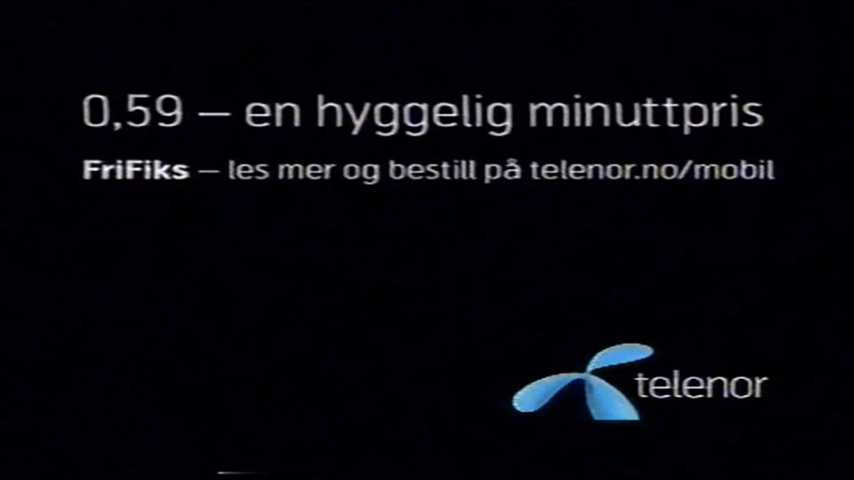 0,59 – en hyggelig minuttpris
FriFiks – les mer og bestill på telenor.no/mobil
telenor